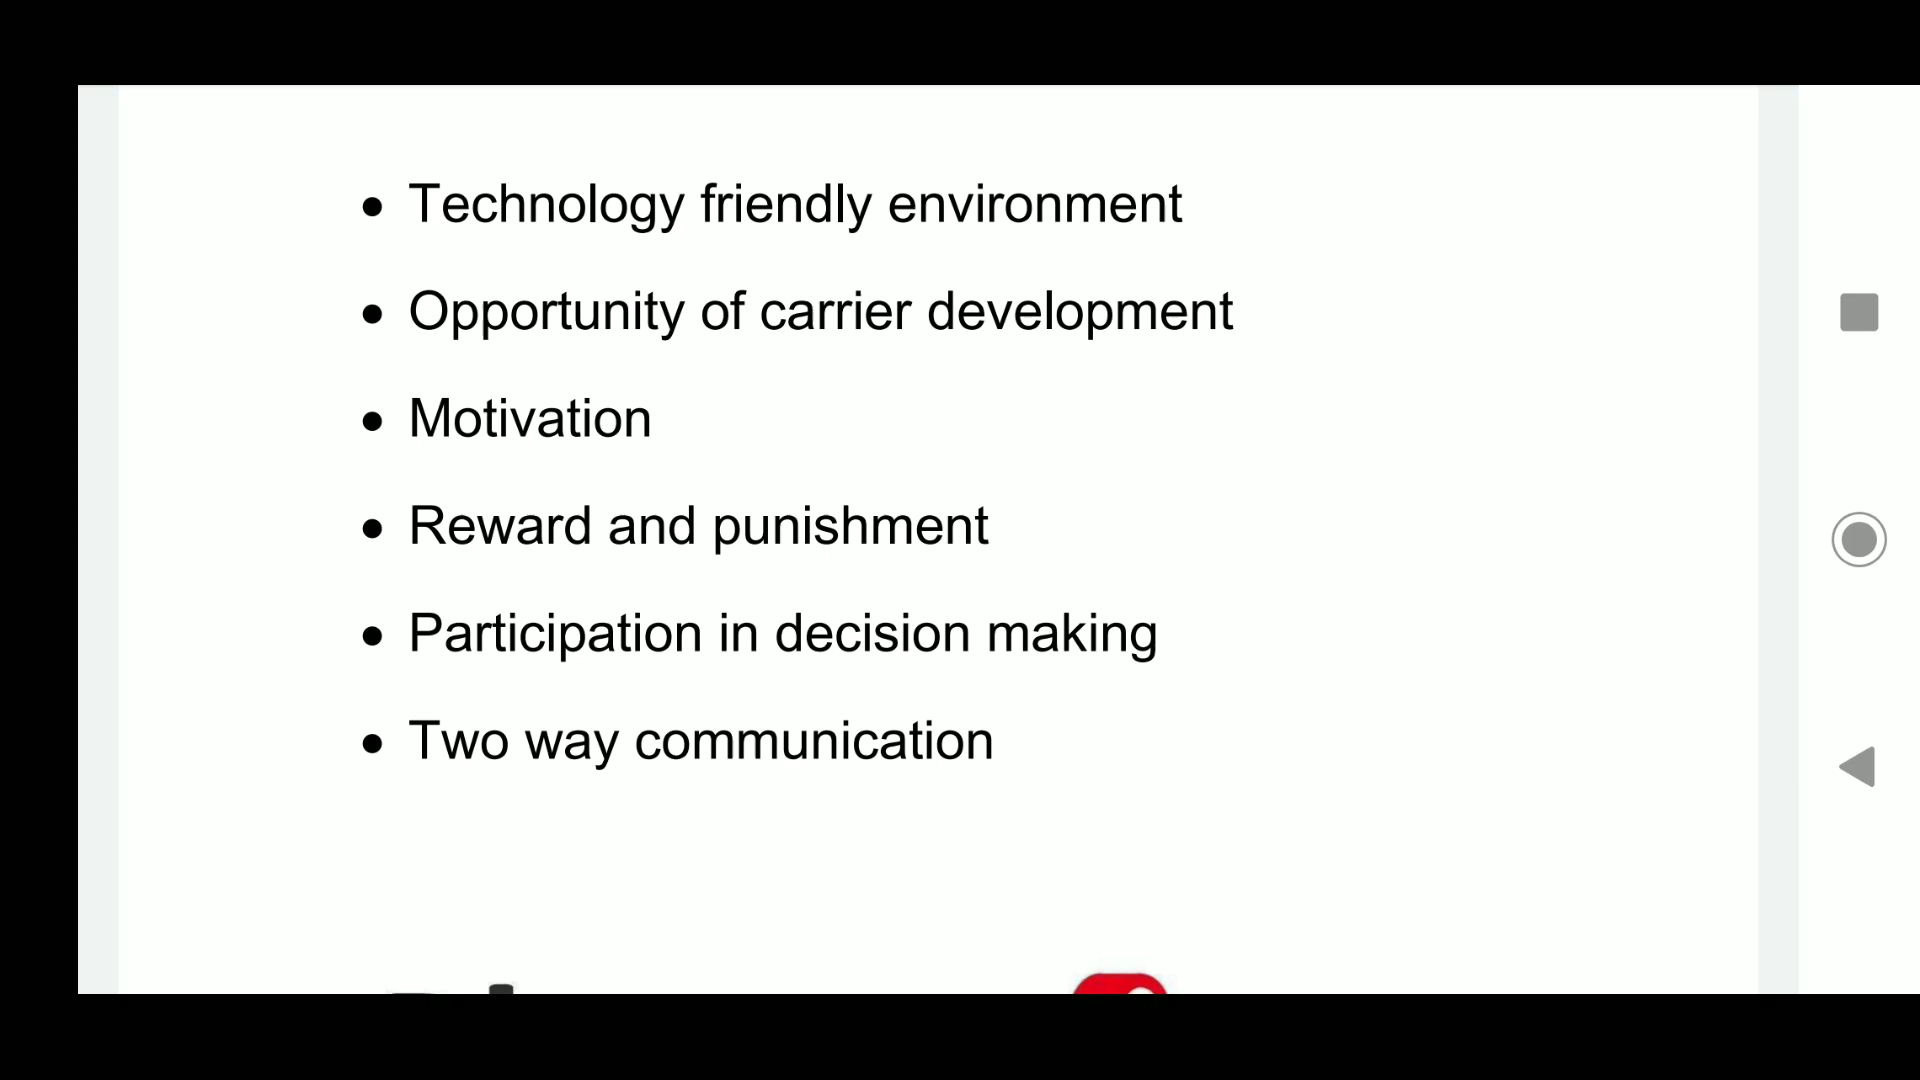 • Technology friendly environment
• Opportunity of carrier development
• Motivation
• Reward and punishment
• Participation in decision making
• Two way communication